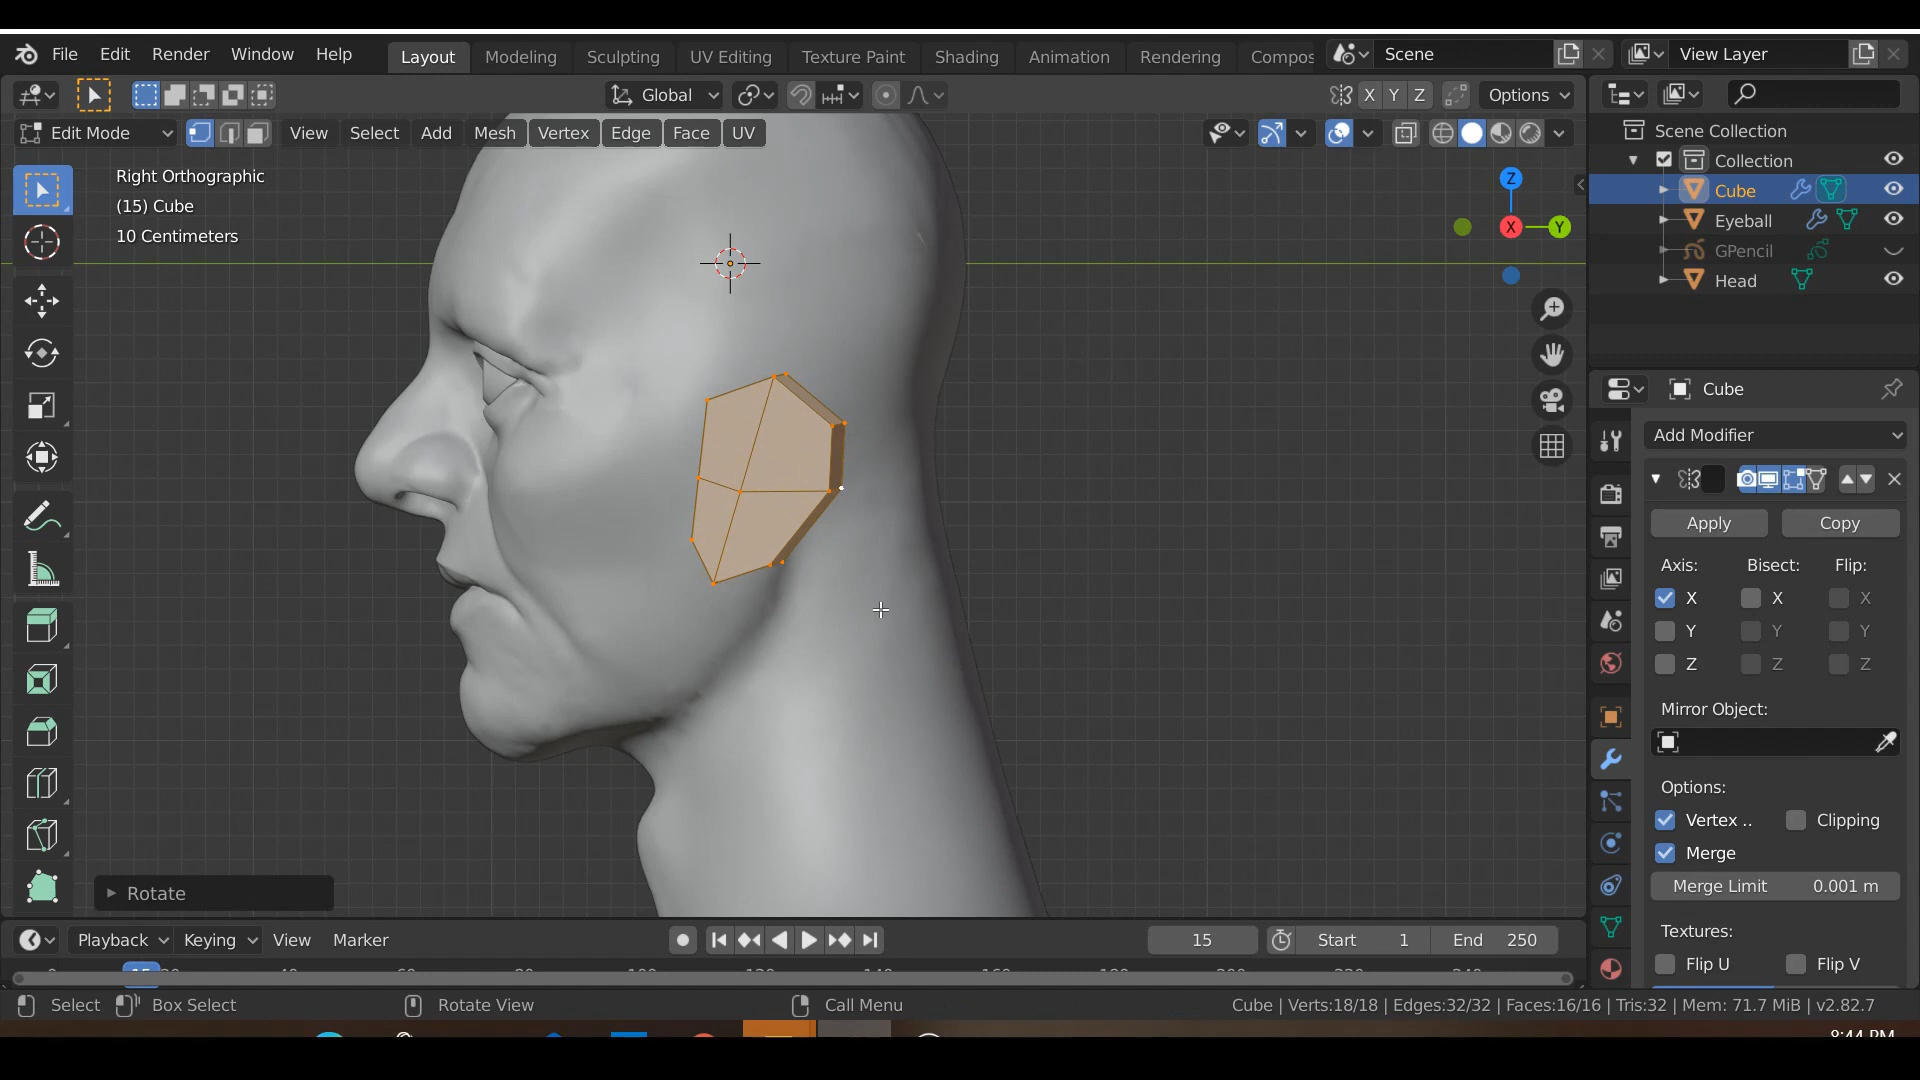 File Edit Render Window Help Layout Modeling Sculpting UV Editing Texture Paint Shading Animation Rendering Compos Scene View Layer
Global X Y Z Options
Edit Mode View Select Add Mesh Vertex Edge Face UV
Right Orthographic
(15) Cube
10 Centimeters
Z
X
Y
Scene Collection
Collection
Cube
Eyeball
GPencil
Head
Cube
Add Modifier
Apply Copy
Axis: Bisect: Flip:
X X X
Y Y Y
Z Z Z
Mirror Object:
Options:
Vertex .. Clipping
Merge
Merge Limit 0.001 m
Textures:
Flip U Flip V
Rotate
Playback Keying View Marker 15 Start 1 End 250
Select Box Select Rotate View Call Menu Cube | Verts:18/18 | Edges:32/32 | Faces:16/16 | Tris:32 | Mem: 71.7 MiB | v2.82.7
8:44 PM